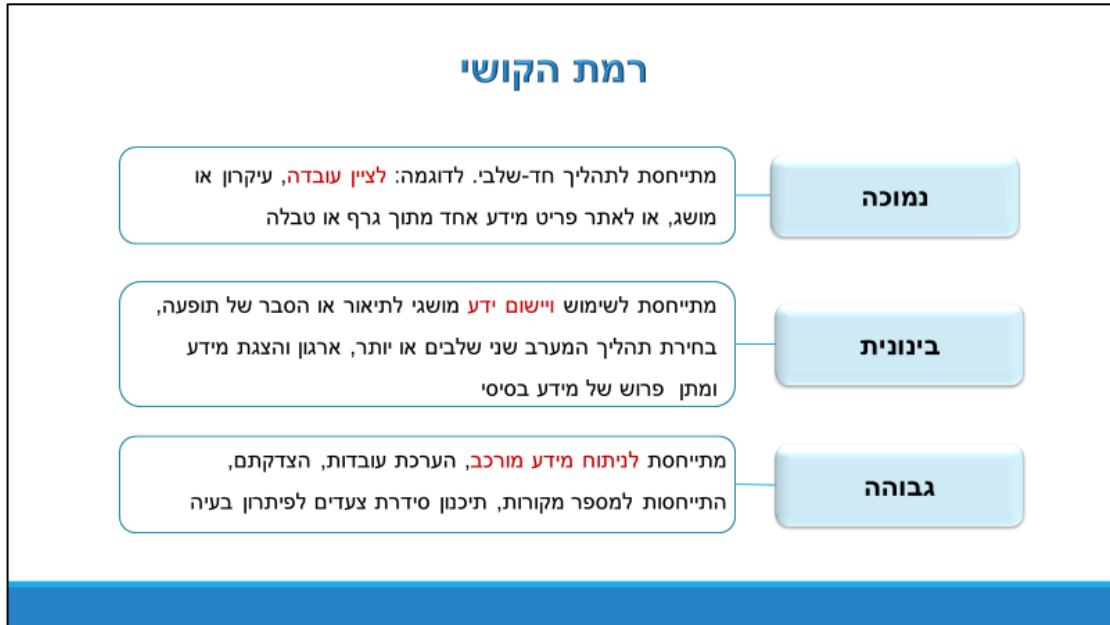 רמת הקושי
נמוכה
מתייחסת לתהליך חד-שלבי. לדוגמה: לציין עובדה, עיקרון או
מושג, או לאתר פריט מידע אחד מתוך גרף או טבלה
בינונית
מתייחסת לשימוש ויישום ידע מושגי לתיאור או הסבר של תופעה,
בחירת תהליך המערב שני שלבים או יותר, ארגון והצגת מידע
ומתן פרוש של מידע בסיסי
גבוהה
מתייחסת לניתוח מידע מורכב, הערכת עובדות, הצדקתם,
התייחסות למספר מקורות, תיכנון סידרת צעדים לפיתרון בעיה